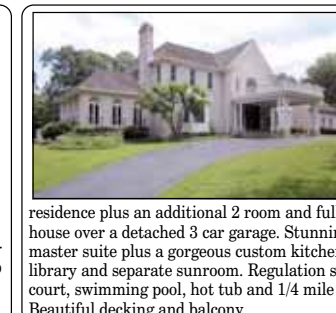 residence plus an additional 2 room and full
house over a detached 3 car garage.
master suite plus a gorgeous custom kitchen
library and separate sunroom. Regulation
court, swimming pool, hot tub and 1/4 mile
Beautiful decking and balcony